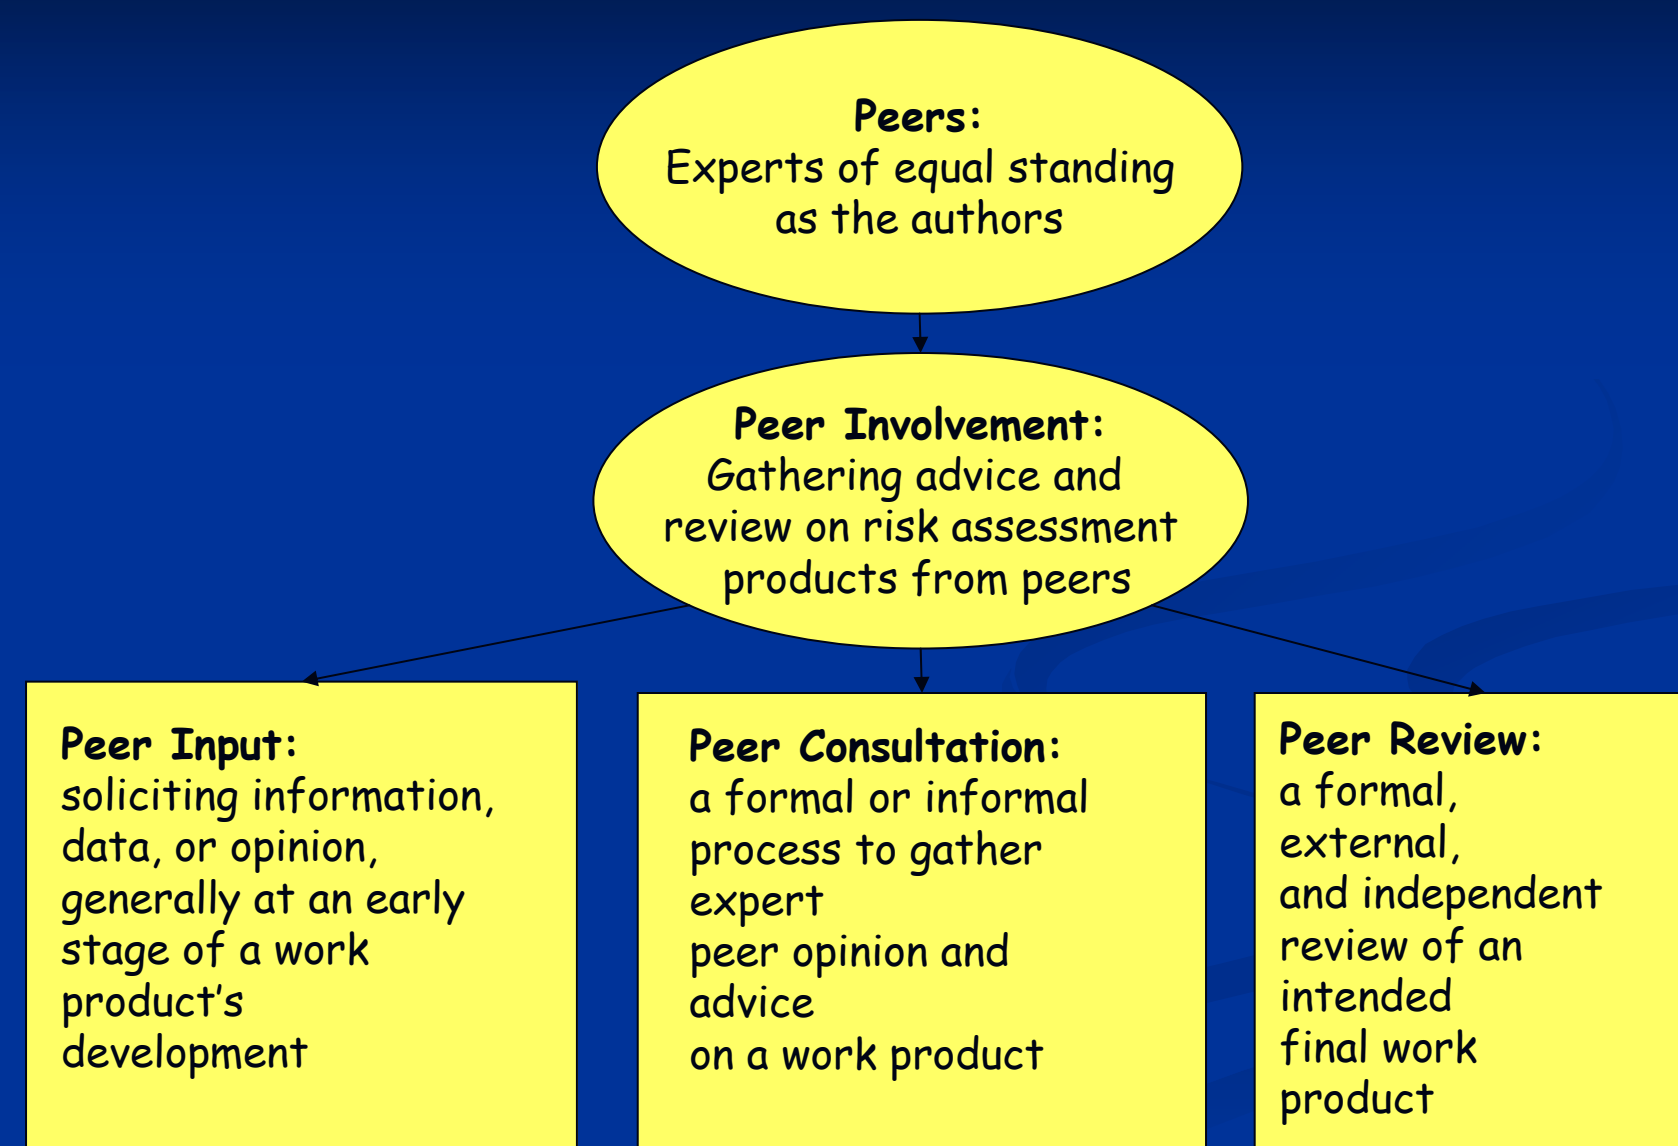 Peers:
Experts of equal standing
as the authors
Peer Involvement:
Gathering advice and
review on risk assessment
products from peers
Peer Input:
soliciting information,
data, or opinion,
generally at an early
stage of a work
product’s
development
Peer Consultation:
a formal or informal
process to gather
expert
peer opinion and
advice
on a work product
Peer Review:
a formal,
external,
and independent
review of an
intended
final work
product